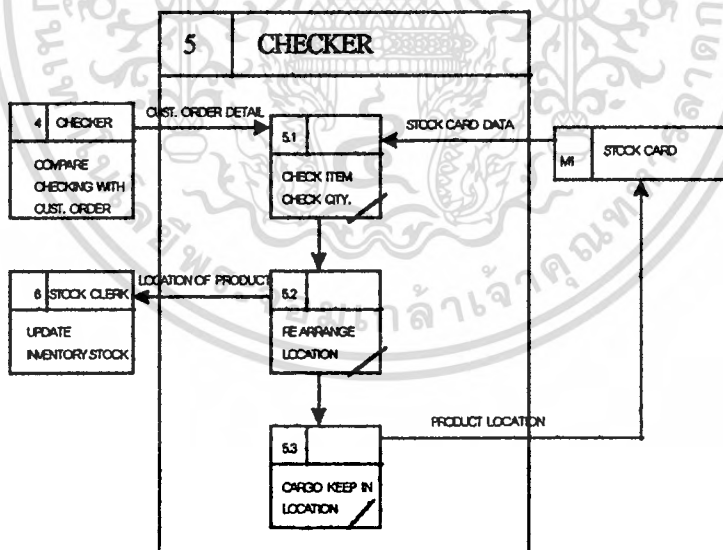 5 CHECKER
4 CHECKER
COMPARE
CHECKING WITH
CUST. ORDER
CUST. ORDER DETAIL
5.1
CHECK ITEM
CHECK QTY.
STOCK CARD DATA
M1 STOCK CARD
6 STOCK CLERK
UPDATE
INVENTORY STOCK
LOCATION OF PRODUCT
5.2
RE ARRANGE
LOCATION
5.3
CARGO KEEP IN
LOCATION
PRODUCT LOCATION